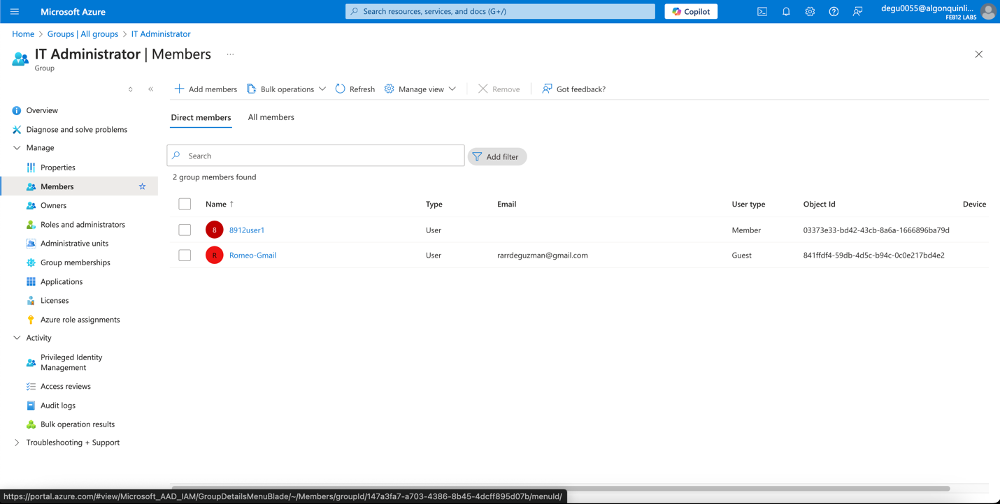 Microsoft Azure
Search resources, services, and docs (G+/)
Copilot
degu0055@algonquinli...
FEB12 LABS
Home > Groups | All groups > IT Administrator
IT Administrator | Members ...
Group
Add members
Bulk operations
Refresh
Manage view
Remove
Got feedback?
Overview
Diagnose and solve problems
Manage
Properties
Members
Owners
Roles and administrators
Administrative units
Group memberships
Applications
Licenses
Azure role assignments
Activity
Privileged Identity
Management
Access reviews
Audit logs
Bulk operation results
Troubleshooting + Support
Direct members All members
Search
Add filter
2 group members found
Name ↑ Type Email User type Object Id Device
8 8912user1 User Member 03373e33-bd42-43cb-8a6a-1666896ba79d
R Romeo-Gmail User rarrdeguzman@gmail.com Guest 841ffdf4-59db-4d5c-b94c-0c0e217bd4e2
https://portal.azure.com/#view/Microsoft_AAD_IAM/GroupDetailsMenuBlade/~/Members/groupId/147a3fa7-a703-4386-8b45-4dcff895d07b/menuId/